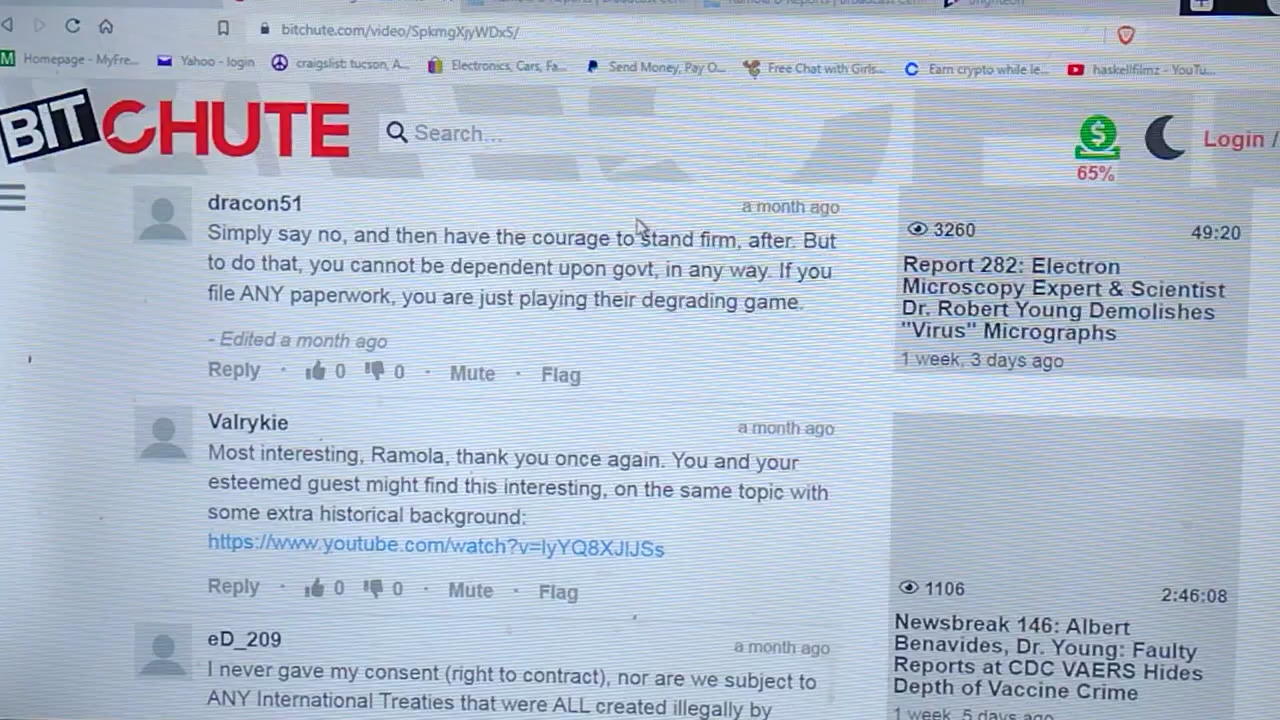 bitchute.com/video/SpkmgXjyWDxS/
Homepage - MyFre... Yahoo - login craigslist: tucson, A... Electronics, Cars, Fa... Send Money, Pay O... Free Chat with Girls... Earn crypto while le... haskellfilmz - YouTu...
BITCHUTE Search... 65% Login /
dracon51 a month ago
Simply say no, and then have the courage to stand firm, after. But
to do that, you cannot be dependent upon govt, in any way. If you
file ANY paperwork, you are just playing their degrading game.
- Edited a month ago
Reply · 0 0 · Mute · Flag
Valrykie a month ago
Most interesting, Ramola, thank you once again. You and your
esteemed guest might find this interesting, on the same topic with
some extra historical background:
https://www.youtube.com/watch?v=lyYQ8XJIJSs
Reply · 0 0 · Mute · Flag
eD_209 a month ago
I never gave my consent (right to contract), nor are we subject to
ANY International Treaties that were ALL created illegally by
3260 49:20
Report 282: Electron
Microscopy Expert & Scientist
Dr. Robert Young Demolishes
"Virus" Micrographs
1 week, 3 days ago
1106 2:46:08
Newsbreak 146: Albert
Benavides, Dr. Young: Faulty
Reports at CDC VAERS Hides
Depth of Vaccine Crime
1 week, 5 days ago